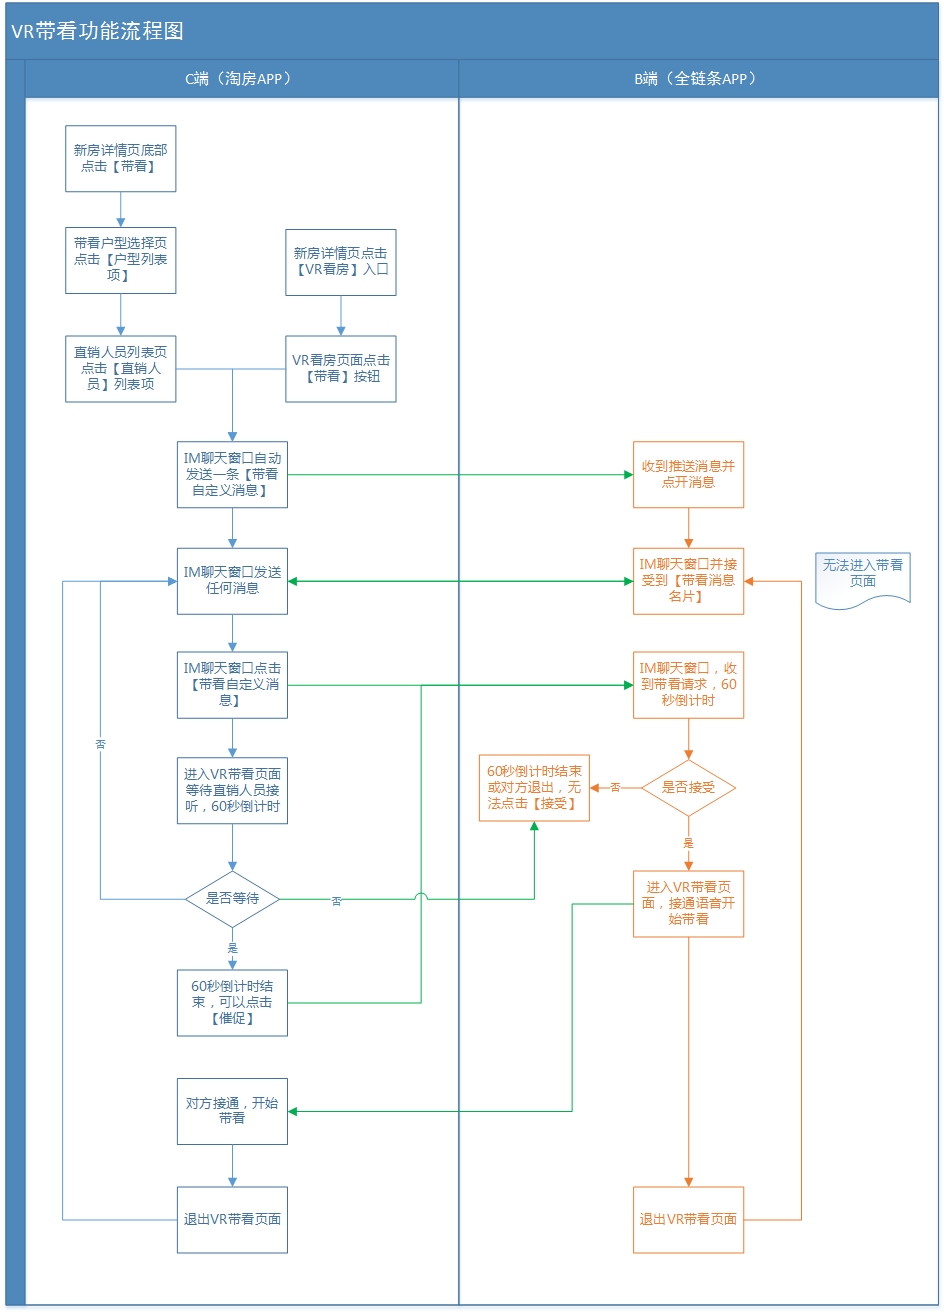 VR带看功能流程图
C端（淘房APP）
B端（全链条APP）
新房详情页底部
点击【带看】
带看户型选择页
点击【户型列表
项】
直销人员列表页
点击【直销人
员】列表项
新房详情页点击
【VR看房】入口
VR看房页面点击
【带看】按钮
IM聊天窗口自动
发送一条【带看
自定义消息】
收到推送消息并
点开消息
IM聊天窗口发送
任何消息
IM聊天窗口并接
受到【带看消息
名片】
无法进入带看
页面
IM聊天窗口点击
【带看自定义消
息】
IM聊天窗口，收
到带看请求，60
秒倒计时
否
进入VR带看页面
等待直销人员接
听，60秒倒计时
60秒倒计时结束
或对方退出，无
法点击【接受】
否
是否接受
是
是否等待
否
进入VR带看页
面，接通语音开
始带看
是
60秒倒计时结
束，可以点击
【催促】
对方接通，开始
带看
退出VR带看页面
退出VR带看页面